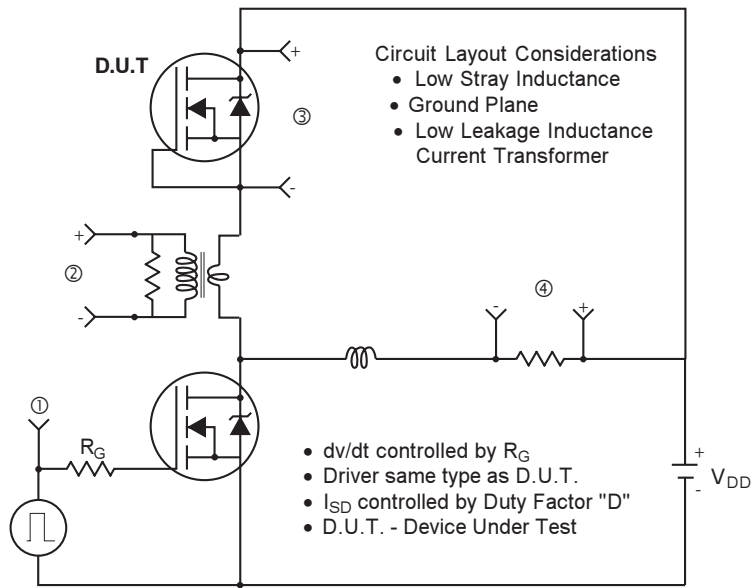 D.U.T
+
Circuit Layout Considerations
• Low Stray Inductance
• Ground Plane
• Low Leakage Inductance
Current Transformer
③
-
+
②
-
④
-
+
①
R_G
• dv/dt controlled by R_G
• Driver same type as D.U.T.
• I_SD controlled by Duty Factor "D"
• D.U.T. - Device Under Test
+
V_DD
-